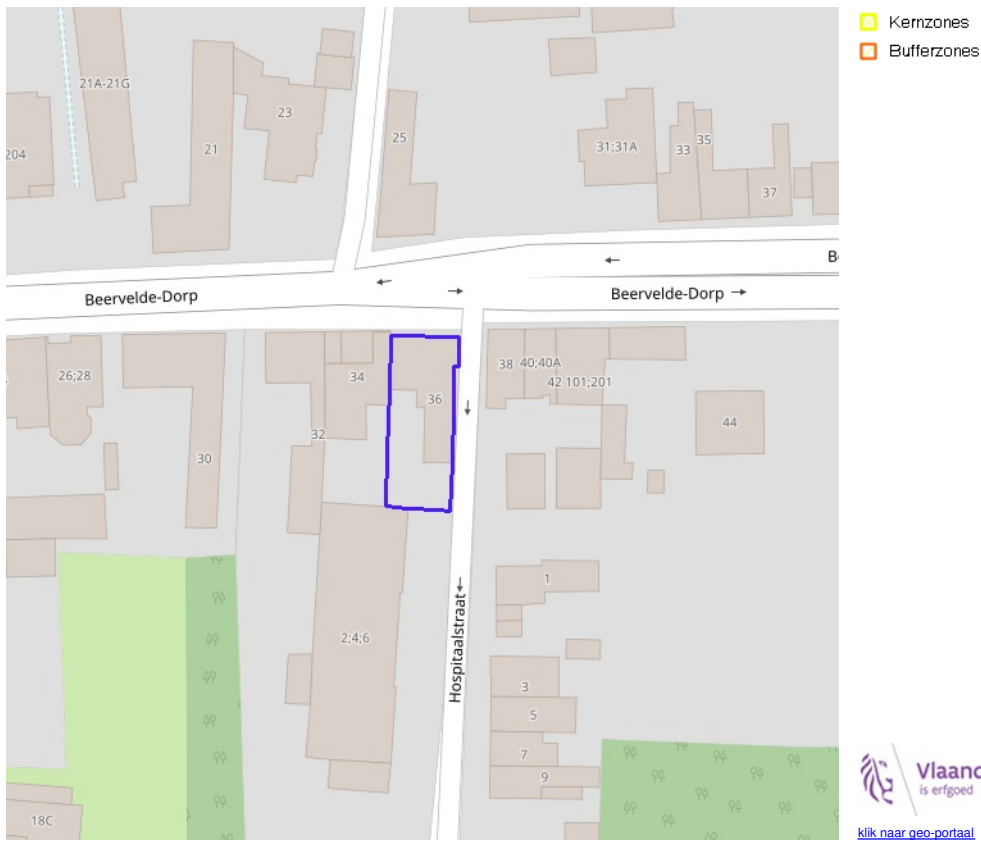 Kernzones
Bufferzones
21A-21G
23
21
204
25
31;31A
33
35
37
Beervelde-Dorp
Beervelde-Dorp
26;28
34
36
38
40;40A
42
101;201
44
32
30
1
2;4;6
Hospitaalstraat
3
5
7
9
18C
Vlaand
is erfgoed
klik naar geo-portaal